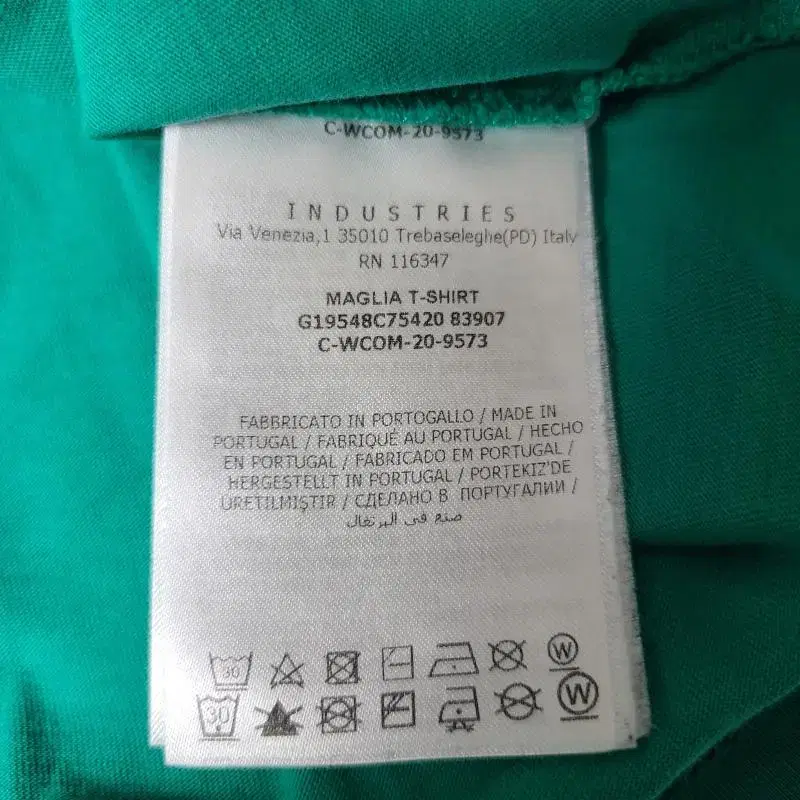 C-WCOM-20-9573
INDUSTRIES
Via Venezia,1 35010 Trebaseleghe(PD) Italy
RN 116347
MAGLIA T-SHIRT
G19548C75420 83907
C-WCOM-20-9573
FABBRICATO IN PORTOGALLO / MADE IN
PORTUGAL / FABRIQUÉ AU PORTUGAL / HECHO
EN PORTUGAL / FABRICADO EM PORTUGAL /
HERGESTELLT IN PORTUGAL / PORTEKIZ'DE
ÜRETILMIŞTIR / СДЕЛАНО В ПОРТУГАЛИИ /
صنع في البرتغال
30 W
30 W